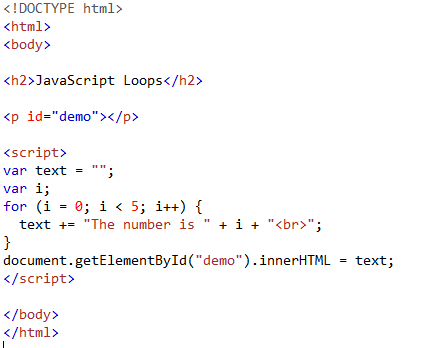 <!DOCTYPE html>
<html>
<body>
<h2>JavaScript Loops</h2>
<p id="demo"></p>
<script>
var text = "";
var i;
for (i = 0; i < 5; i++) {
  text += "The number is " + i + "<br>";
}
document.getElementById("demo").innerHTML = text;
</script>
</body>
</html>